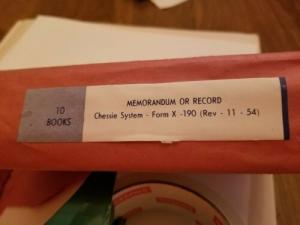 10
BOOKS
MEMORANDUM OR RECORD
Chessie System - Form X -190 (Rev - 11 - 54)